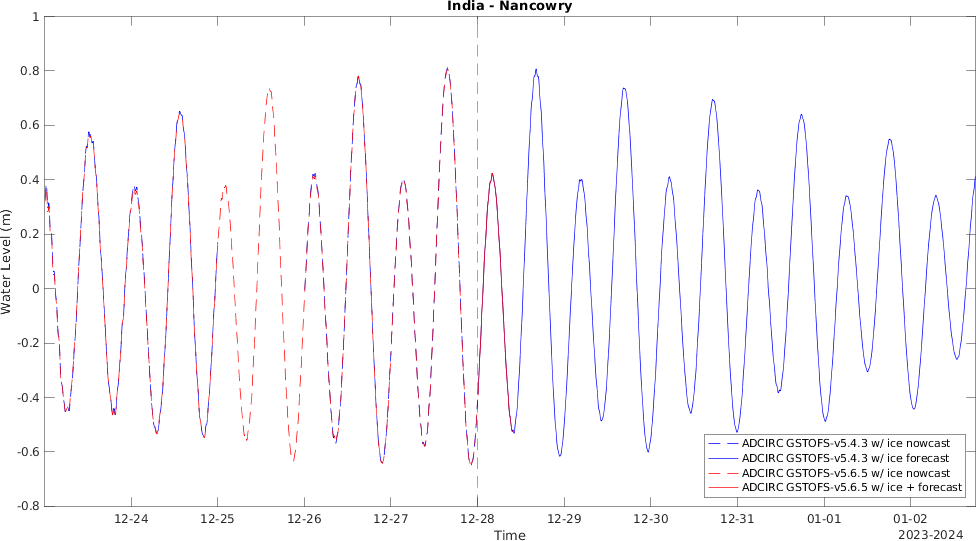 India - Nancowry
1
0.8
0.6
0.4
0.2
0
-0.2
-0.4
-0.6
-0.8
Water Level (m)
12-24 12-25 12-26 12-27 12-28 12-29 12-30 12-31 01-01 01-02
Time
2023-2024
ADCIRC GSTOFS-v5.4.3 w/ ice nowcast
ADCIRC GSTOFS-v5.4.3 w/ ice forecast
ADCIRC GSTOFS-v5.6.5 w/ ice nowcast
ADCIRC GSTOFS-v5.6.5 w/ ice + forecast